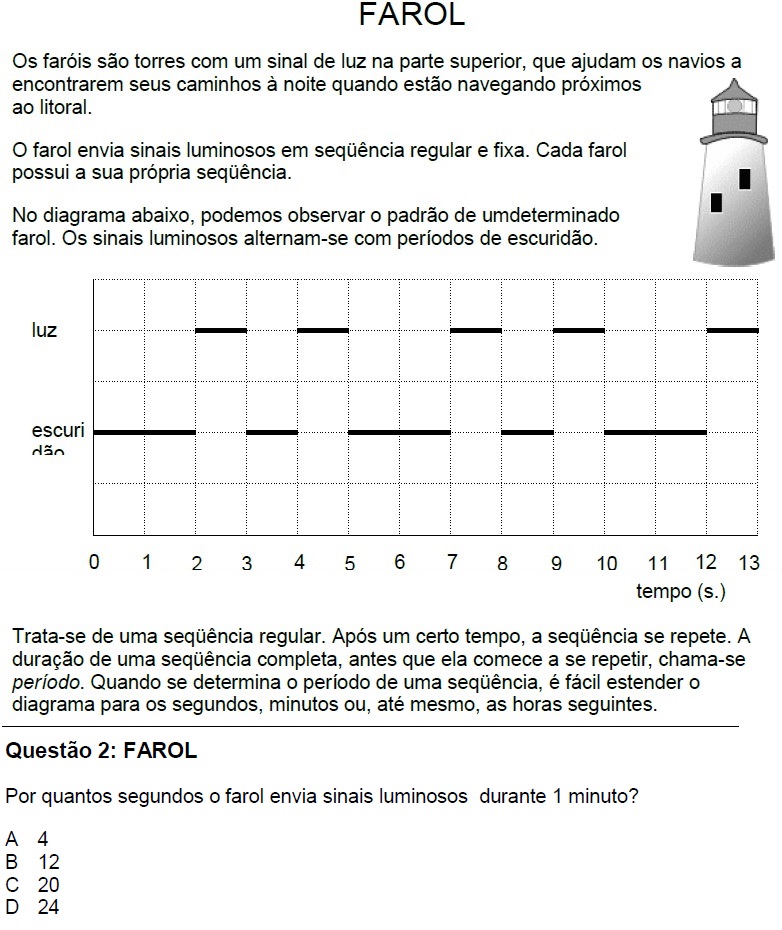 FAROL
Os faróis são torres com um sinal de luz na parte superior, que ajudam os navios a
encontrarem seus caminhos à noite quando estão navegando próximos
ao litoral.
O farol envia sinais luminosos em seqüência regular e fixa. Cada farol
possui a sua própria seqüência.
No diagrama abaixo, podemos observar o padrão de umdeterminado
farol. Os sinais luminosos alternam-se com períodos de escuridão.
luz
escuri
dão
0 1 2 3 4 5 6 7 8 9 10 11 12 13
tempo (s.)
Trata-se de uma seqüência regular. Após um certo tempo, a seqüência se repete. A
duração de uma seqüência completa, antes que ela comece a se repetir, chama-se
período. Quando se determina o período de uma seqüência, é fácil estender o
diagrama para os segundos, minutos ou, até mesmo, as horas seguintes.
Questão 2: FAROL
Por quantos segundos o farol envia sinais luminosos durante 1 minuto?
A 4
B 12
C 20
D 24